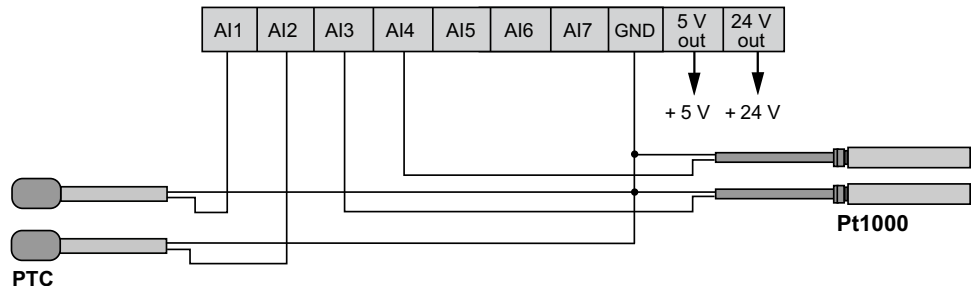 AI1 AI2 AI3 AI4 AI5 AI6 AI7 GND 5 V out 24 V out
+ 5 V + 24 V
Pt1000
PTC